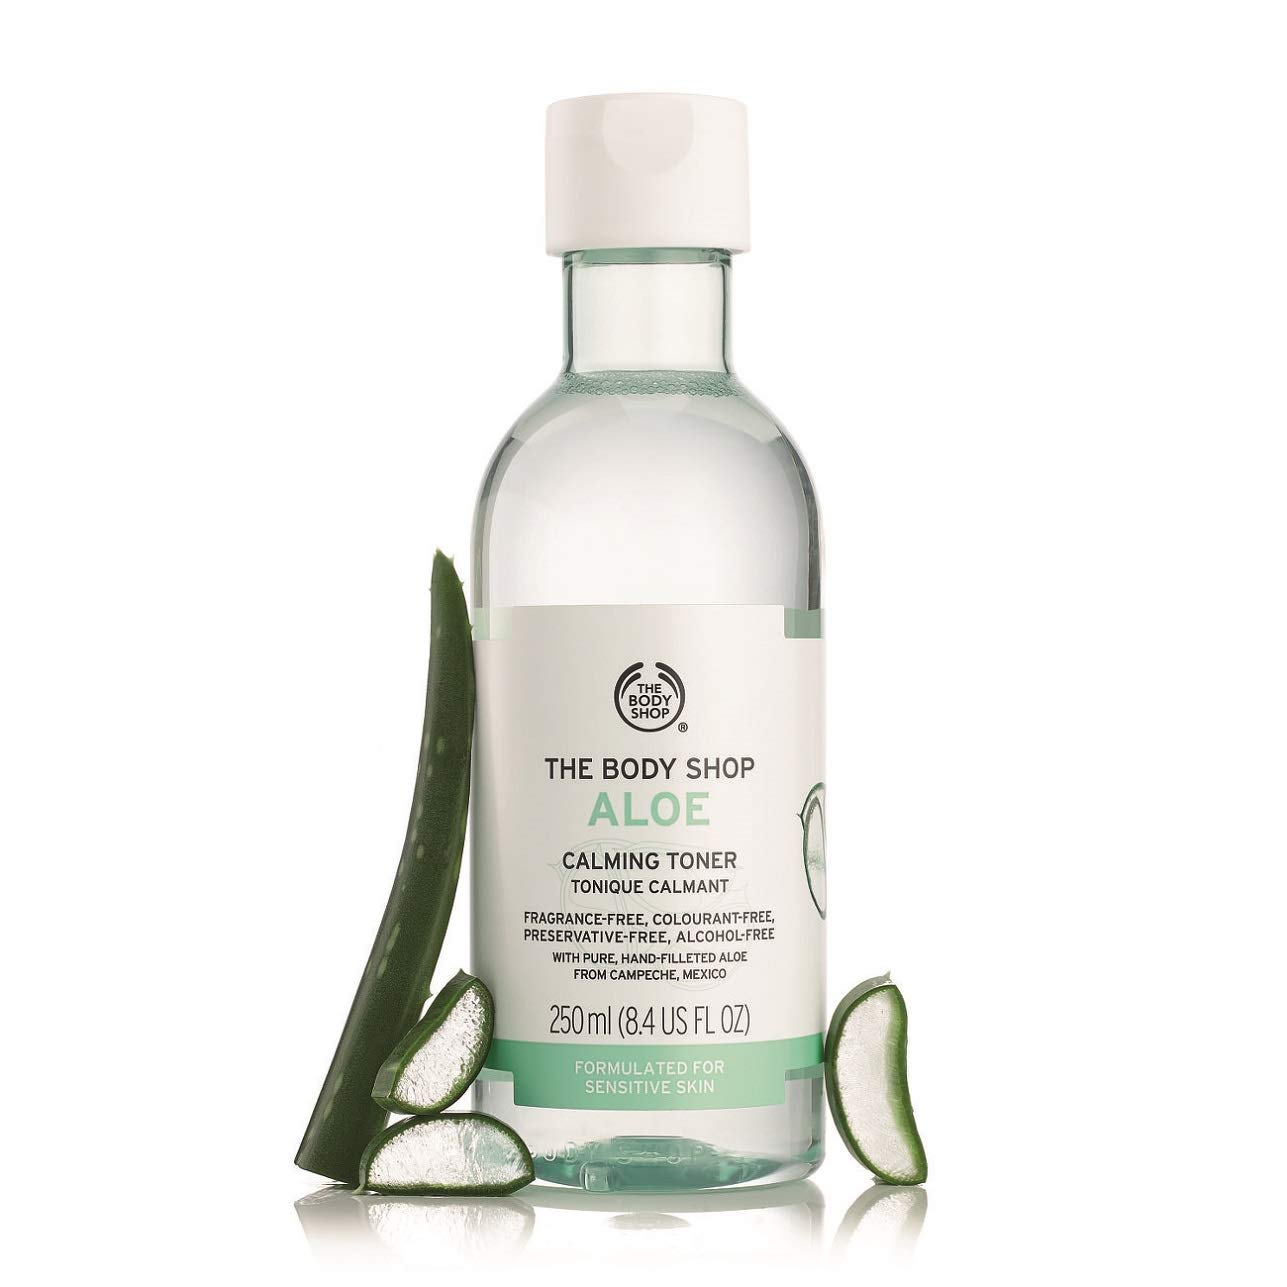 THE
BODY
SHOP
®
THE BODY SHOP
ALOE
CALMING TONER
TONIQUE CALMANT
FRAGRANCE-FREE, COLOURANT-FREE,
PRESERVATIVE-FREE, ALCOHOL-FREE
WITH PURE, HAND-FILLETED ALOE
FROM CAMPECHE, MEXICO
250 ml (8.4 US FL OZ)
FORMULATED FOR
SENSITIVE SKIN